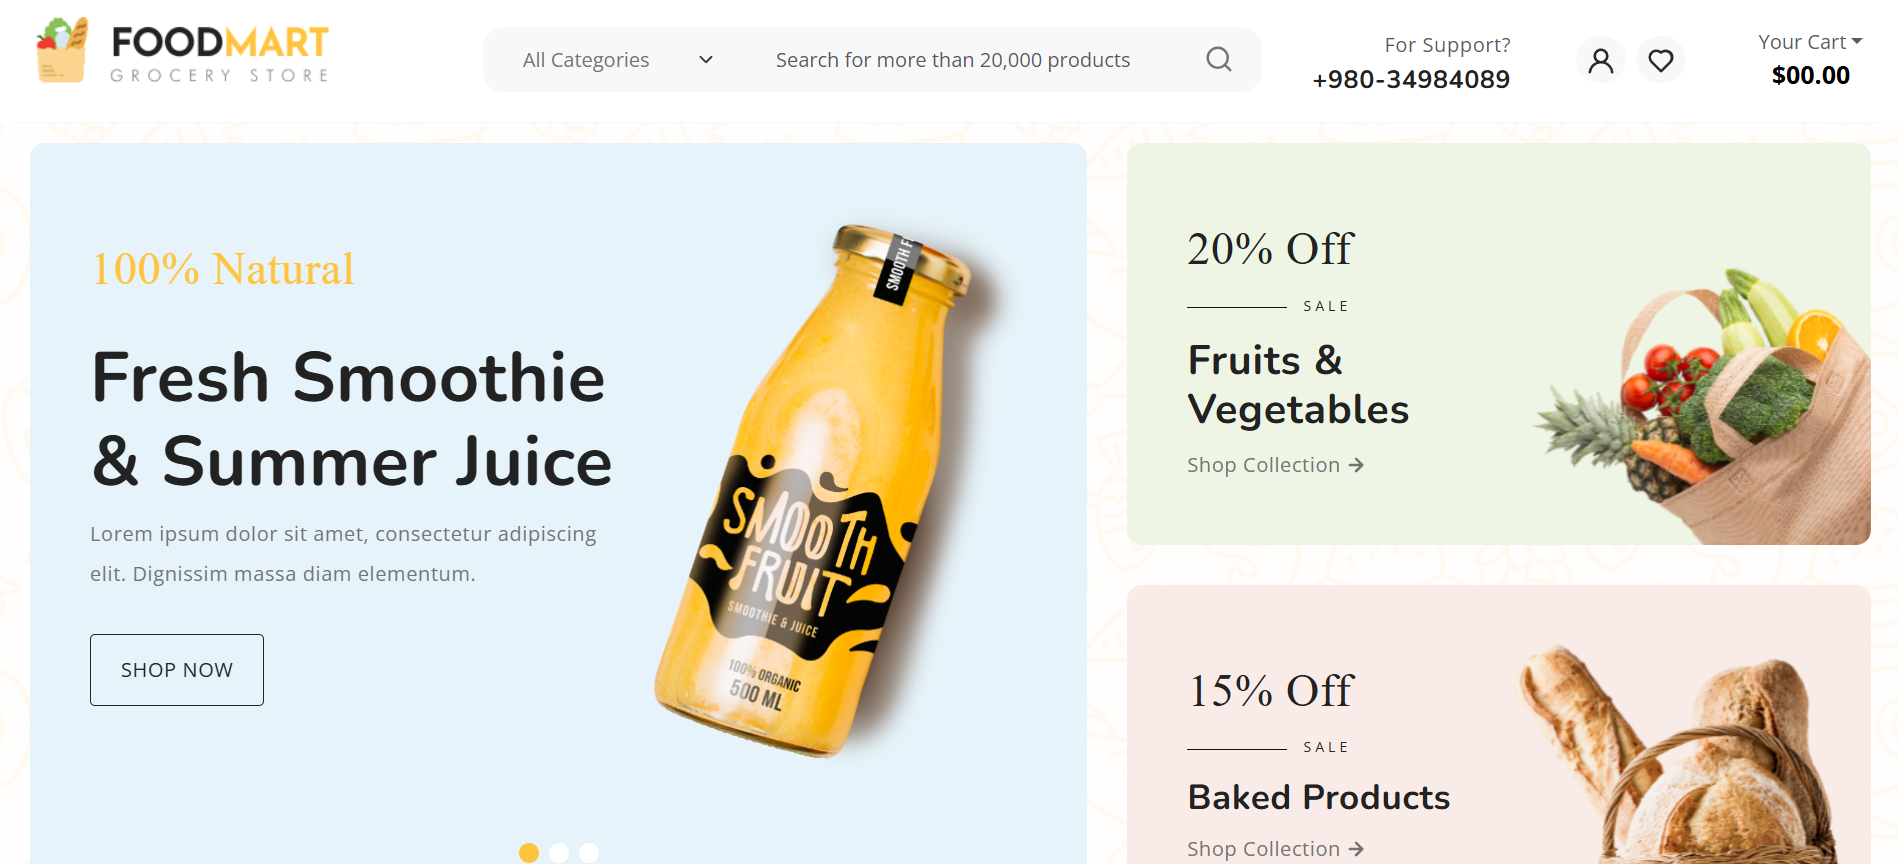 FOODMART
GROCERY STORE
All Categories
Search for more than 20,000 products
For Support?
+980-34984089
Your Cart
$00.00
100% Natural
Fresh Smoothie
& Summer Juice
Lorem ipsum dolor sit amet, consectetur adipiscing
elit. Dignissim massa diam elementum.
SHOP NOW
SMOOTH F
SMOOTH
FRUIT
SMOOTHIE & JUICE
100% ORGANIC
500 ML
20% Off
SALE
Fruits &
Vegetables
Shop Collection
15% Off
SALE
Baked Products
Shop Collection